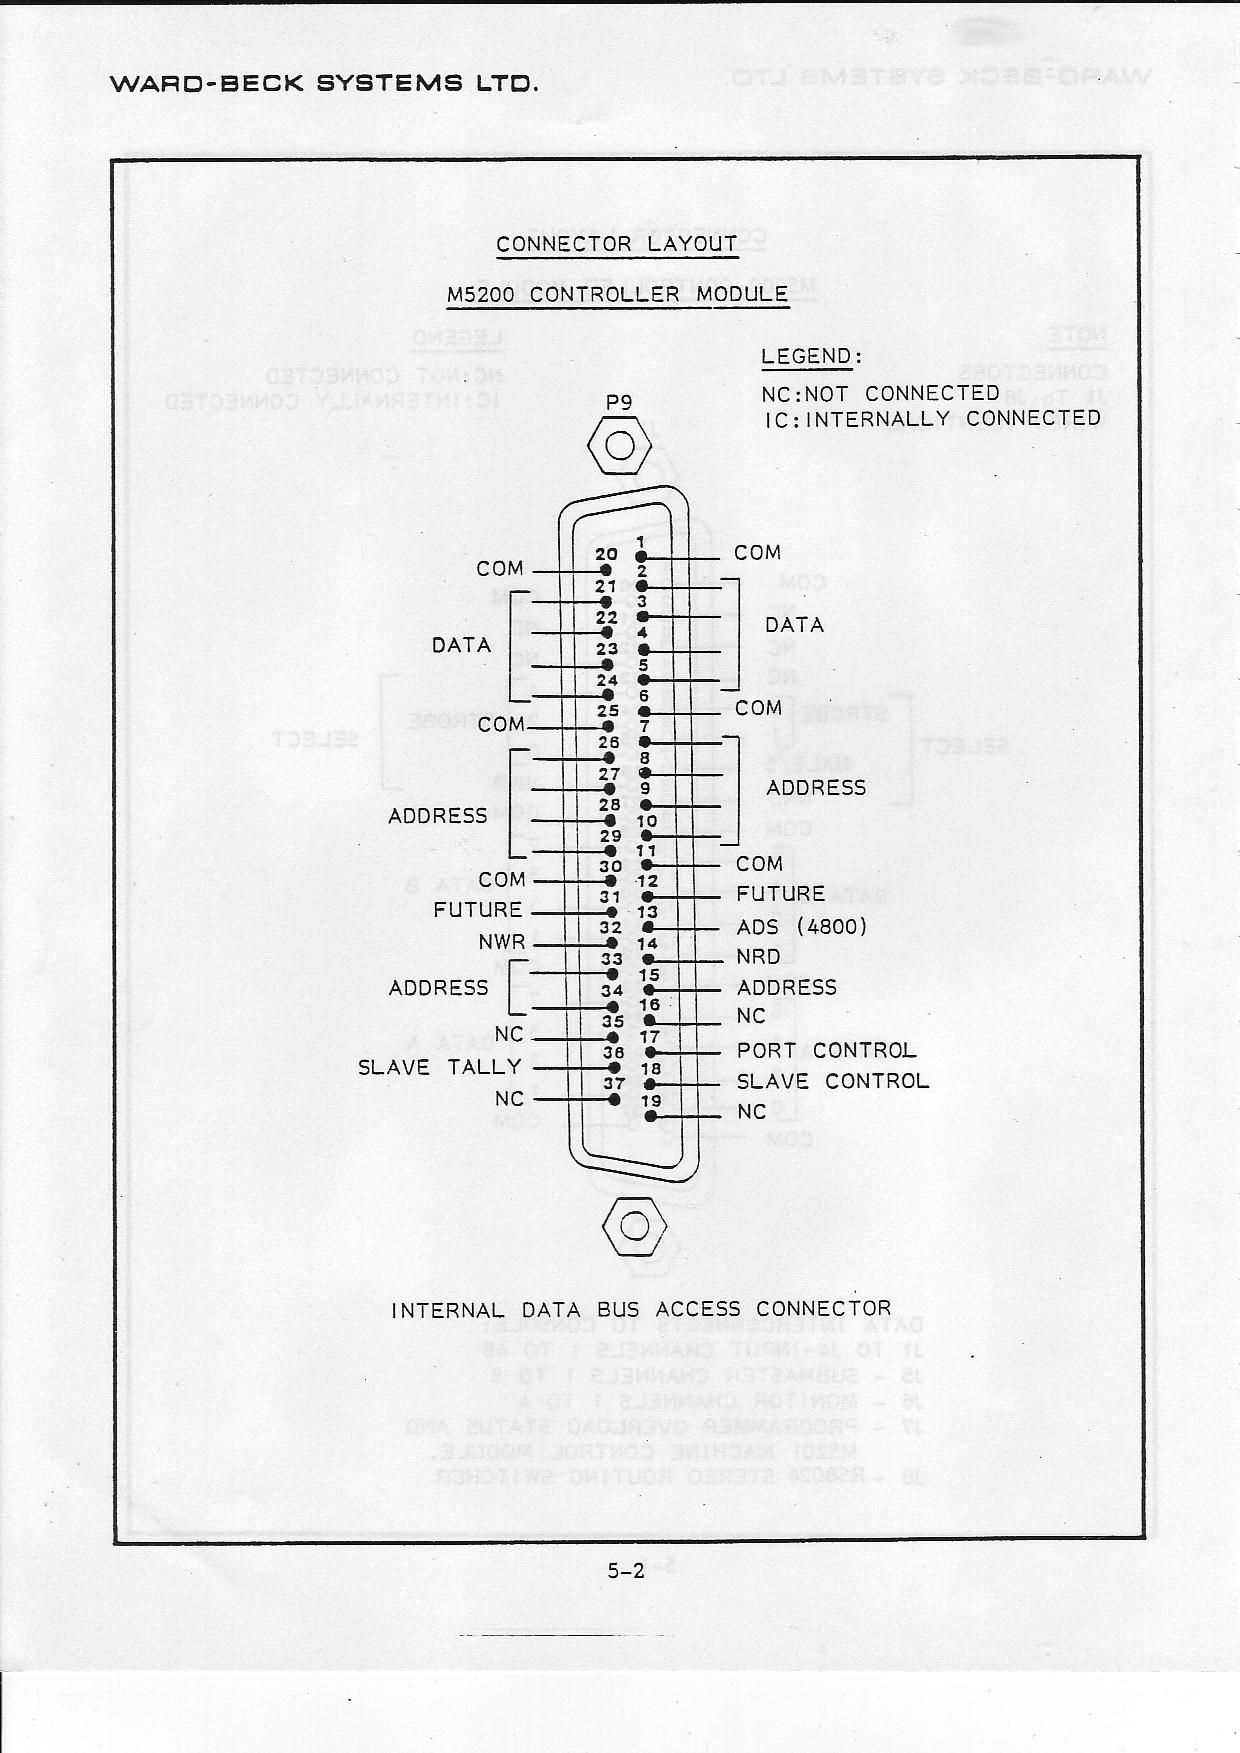 WARD-BECK SYSTEMS LTD.
CONNECTOR LAYOUT
M5200 CONTROLLER MODULE
LEGEND:
NC:NOT CONNECTED
IC:INTERNALLY CONNECTED
P9
1
20
COM
COM
2
21
3
22
DATA
4
DATA
23
5
24
6
25
COM
COM
7
26
8
27
ADDRESS
9
28
ADDRESS
10
29
11
30
COM
COM
12
31
FUTURE
FUTURE
13
32
ADS (4800)
NWR
14
33
NRD
15
34
ADDRESS
ADDRESS
16
35
NC
NC
17
36
PORT CONTROL
SLAVE TALLY
18
37
SLAVE CONTROL
NC
19
NC
INTERNAL DATA BUS ACCESS CONNECTOR
5-2